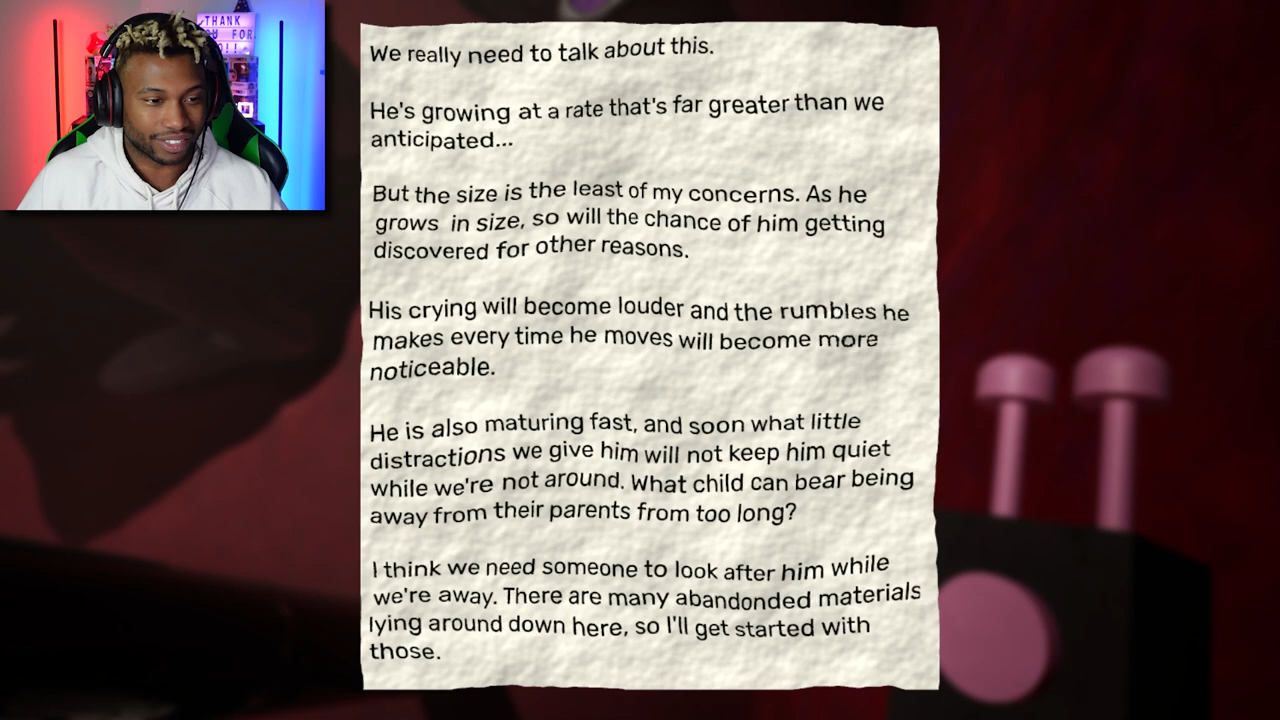 THANK
U FOR
We really need to talk about this.
He's growing at a rate that's far greater than we
anticipated...
But the size is the least of my concerns. As he
grows in size, so will the chance of him getting
discovered for other reasons.
His crying will become louder and the rumbles he
makes every time he moves will become more
noticeable.
He is also maturing fast, and soon what little
distractions we give him will not keep him quiet
while we're not around. What child can bear being
away from their parents from too long?
I think we need someone to look after him while
we're away. There are many abandonded materials
lying around down here, so I'll get started with
those.